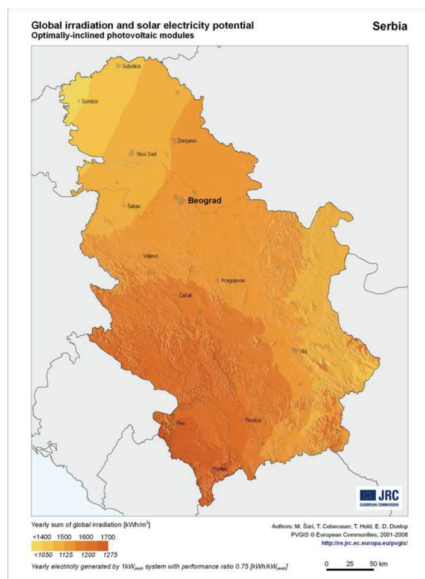 Global irradiation and solar electricity potential
Optimally-inclined photovoltaic modules
Serbia
Subotica
Sombor
Zrenjanin
Novi Sad
Beograd
Šabac
Valjevo
Kragujevac
Čačak
Niš
Priština
JRC
EUROPEAN COMMISSION
Yearly sum of global irradiation [kWh/m²]
<1400 1500 1600 1700
<1050 1125 1200 1275
Authors: M. Šúri, T. Cebecauer, T. Huld, E. D. Dunlop
PVGIS © European Communities, 2001-2008
http://re.jrc.ec.europa.eu/pvgis/
Yearly electricity generated by 1kWpeak system with performance ratio 0.75 [kWh/kWpeak]
0 25 50 km